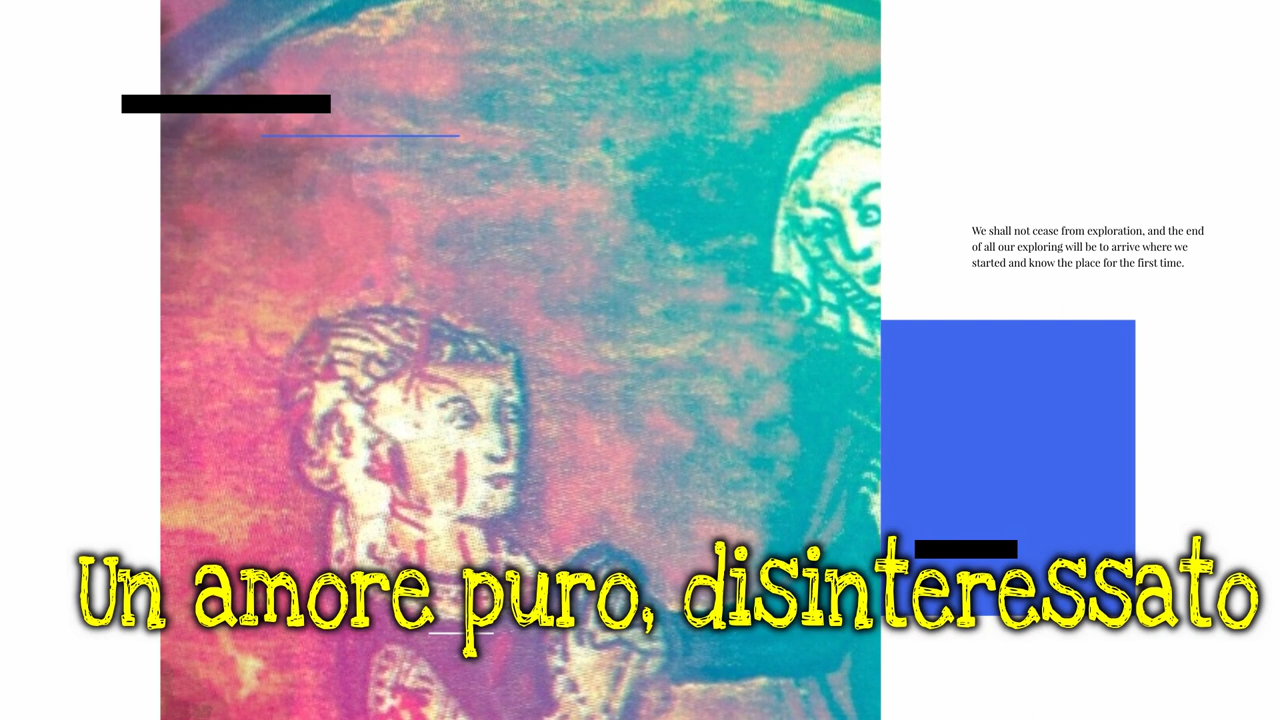 We shall not cease from exploration, and the end
of all our exploring will be to arrive where we
started and know the place for the first time.
Un amore puro, disinteressato